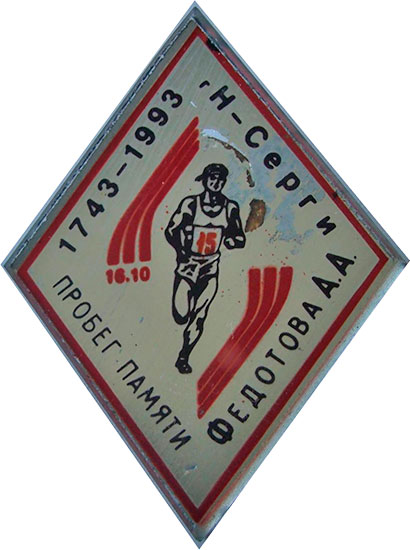 1743-1993
г Н-Серги
15
16.10
ПРОБЕГ ПАМЯТИ
ФЕДОТОВА А.А.